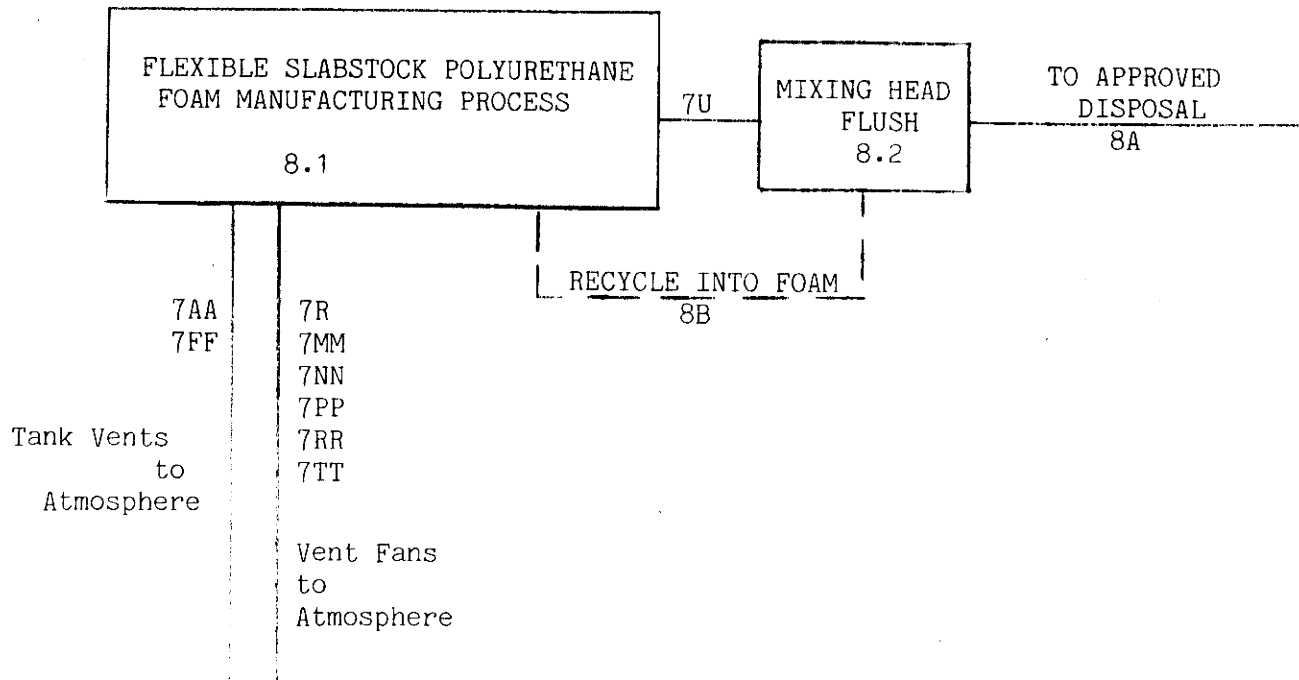 FLEXIBLE SLABSTOCK POLYURETHANE
FOAM MANUFACTURING PROCESS
8.1
7U
MIXING HEAD
FLUSH
8.2
TO APPROVED
DISPOSAL
8A
RECYCLE INTO FOAM
8B
7AA
7FF
Tank Vents
to
Atmosphere
7R
7MM
7NN
7PP
7RR
7TT
Vent Fans
to
Atmosphere